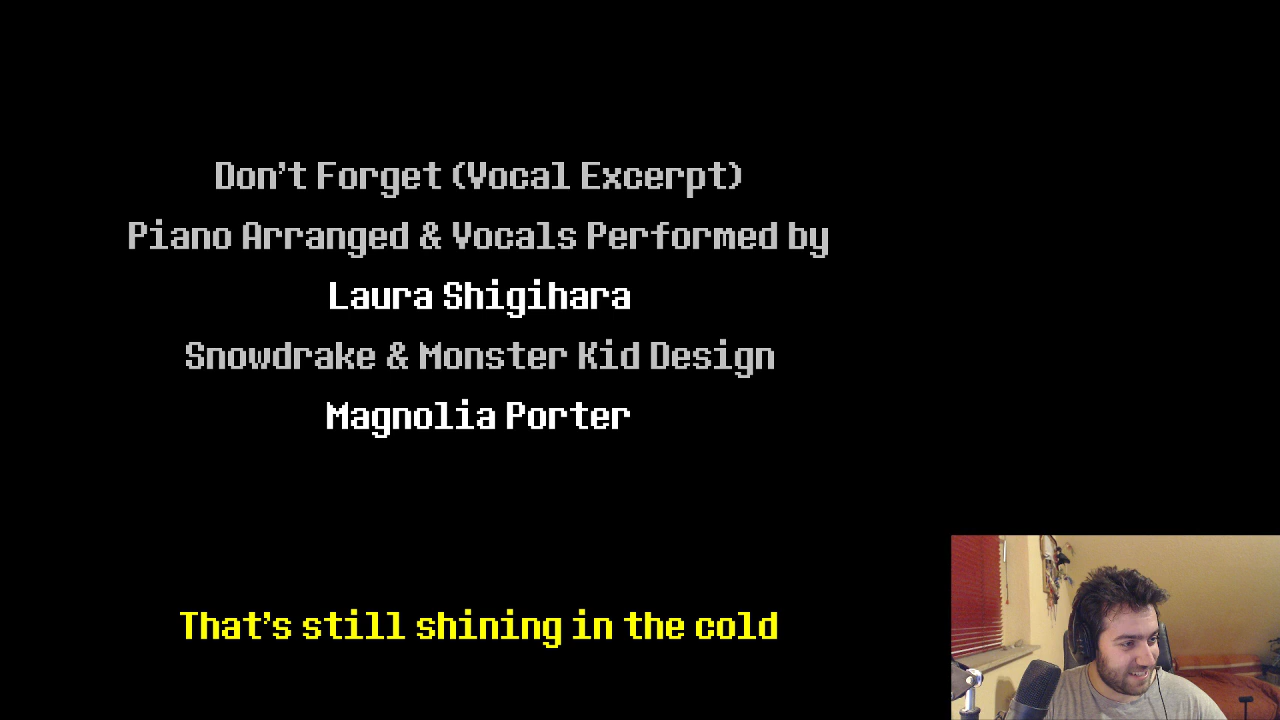 Don't Forget (Vocal Excerpt)
Piano Arranged & Vocals Performed by
Laura Shigihara
Snowdrake & Monster Kid Design
Magnolia Porter
That's still shining in the cold